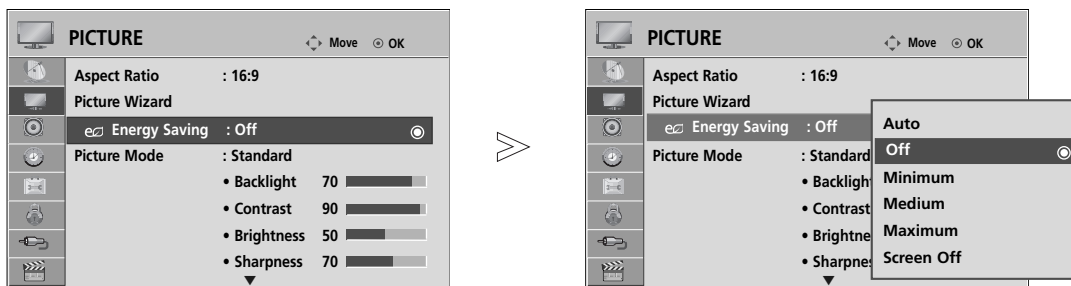 PICTURE
Move OK
Aspect Ratio : 16:9
Picture Wizard
Energy Saving : Off
Picture Mode : Standard
• Backlight 70
• Contrast 90
• Brightness 50
• Sharpness 70
PICTURE
Move OK
Aspect Ratio : 16:9
Picture Wizard
Energy Saving : Off
Picture Mode : Standard
• Backligh
• Contrast
• Brightne
• Sharpnes
Auto
Off
Minimum
Medium
Maximum
Screen Off